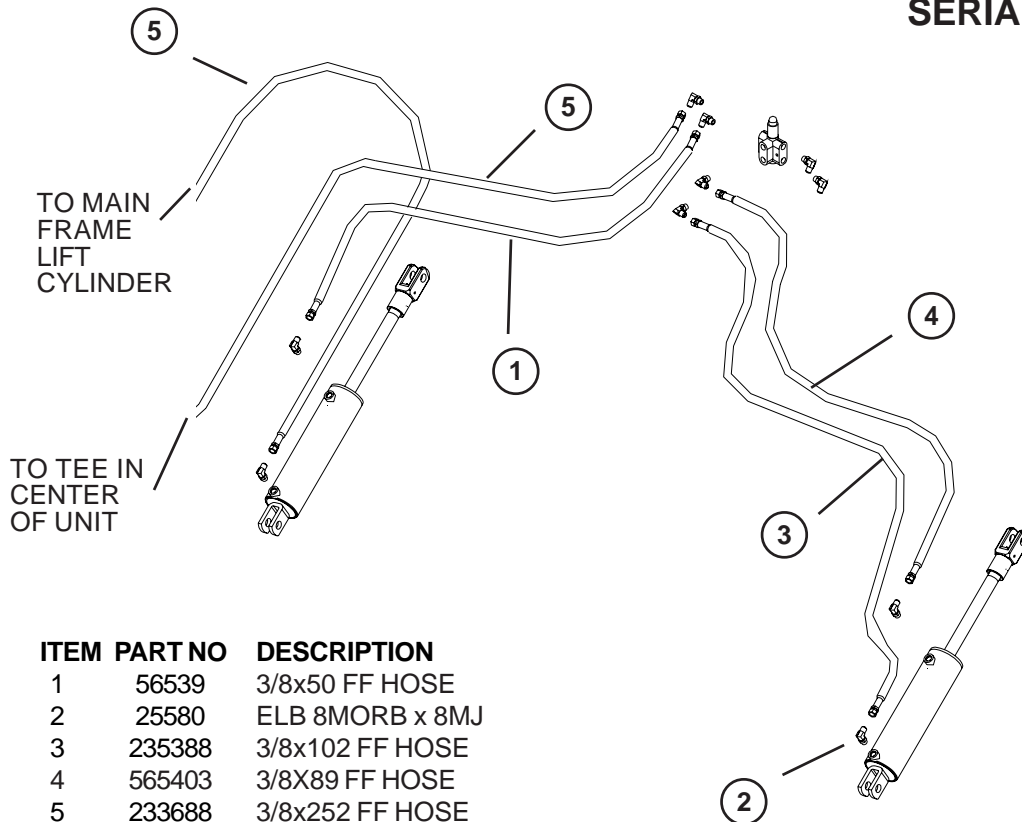 SERIA
5
5
TO MAIN
FRAME
LIFT
CYLINDER
4
1
TO TEE IN
CENTER
OF UNIT
3
ITEM PART NO DESCRIPTION
1 56539 3/8x50 FF HOSE
2 25580 ELB 8MORB x 8MJ
3 235388 3/8x102 FF HOSE
4 565403 3/8X89 FF HOSE
5 233688 3/8x252 FF HOSE
2